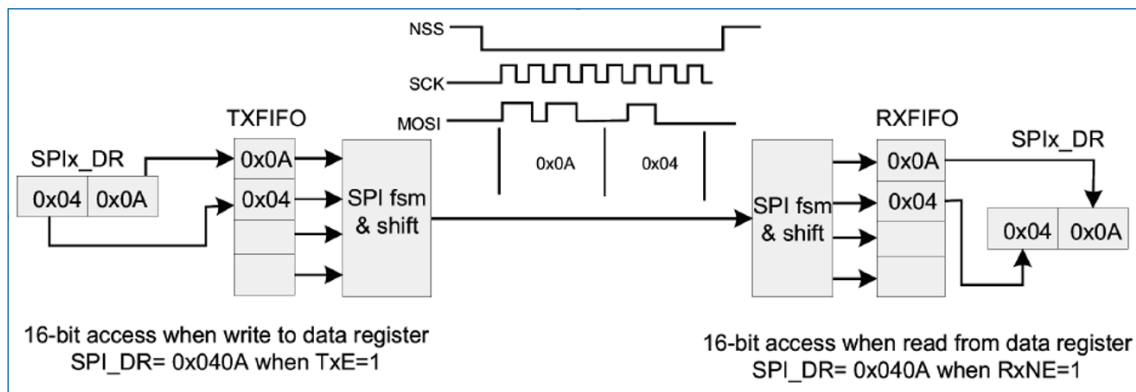 NSS
SCK
MOSI
TXFIFO
RXFIFO
SPIx_DR
SPIx_DR
0x0A
0x0A
0x04
0x0A
0x04 0x0A
0x04
SPI fsm
& shift
SPI fsm
& shift
0x04
0x04 0x0A
16-bit access when write to data register
SPI_DR= 0x040A when TxE=1
16-bit access when read from data register
SPI_DR= 0x040A when RxNE=1